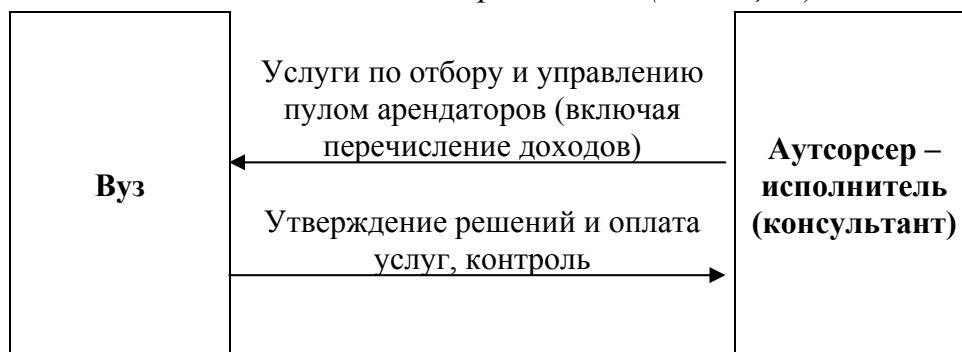 Услуги по отбору и управлению
пулом арендаторов (включая
перечисление доходов)
Вуз
Аутсорсер –
исполнитель
(консультант)
Утверждение решений и оплата
услуг, контроль